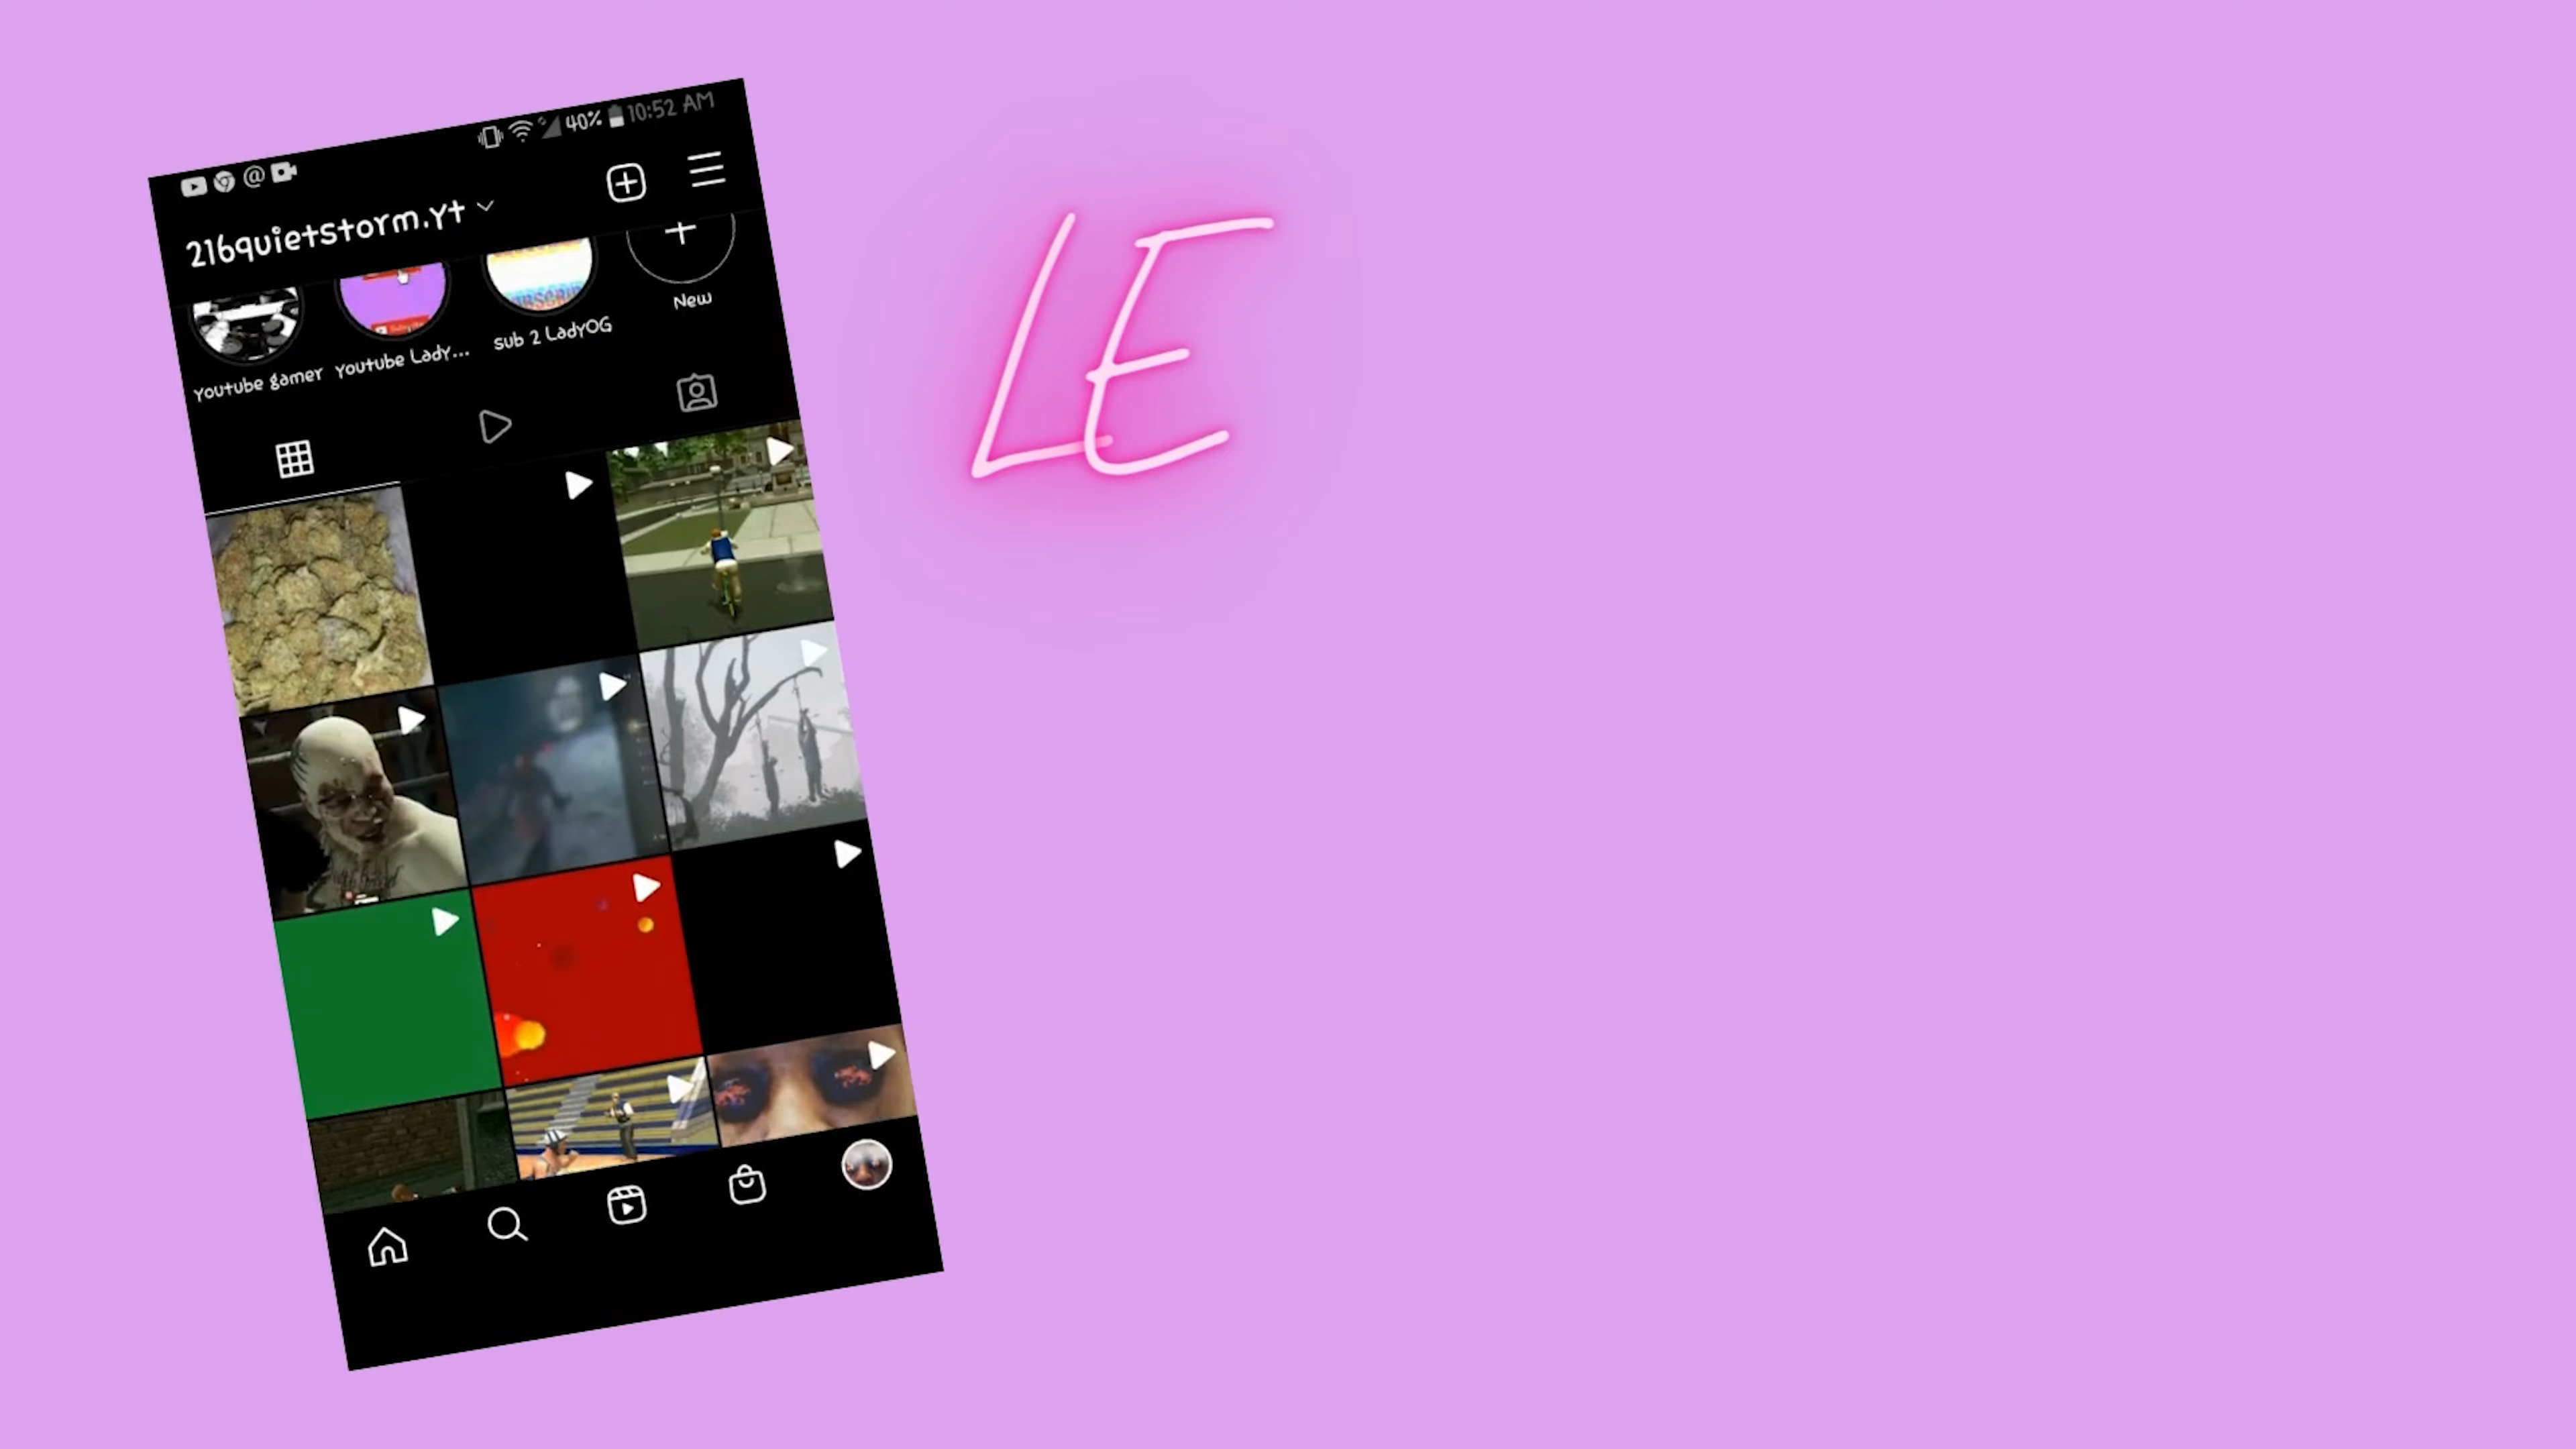 40% 10:52 AM
216quietstorm.yt
New
sub 2 LadyOG
youtube Lady...
youtube gamer
LE